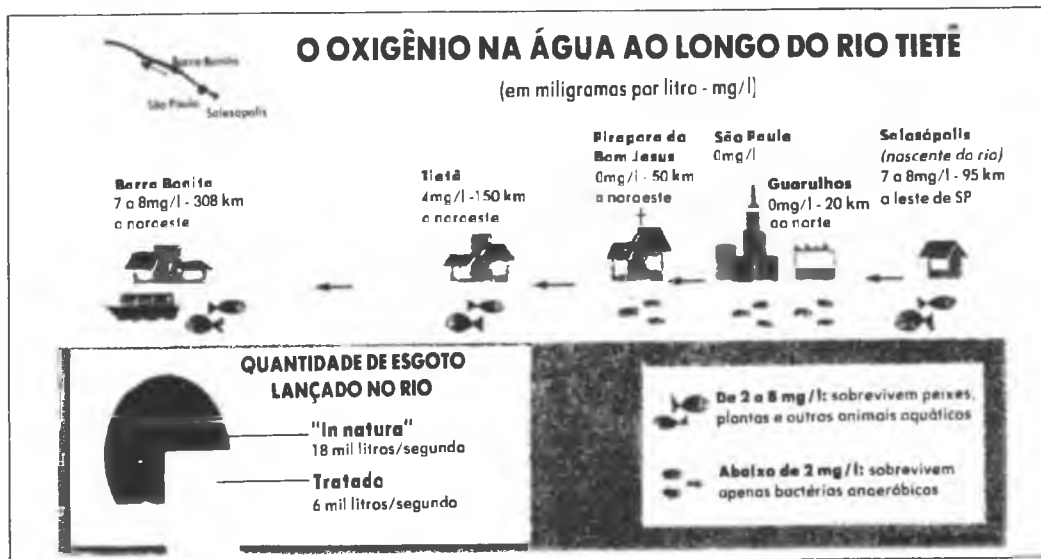 O OXIGÊNIO NA ÁGUA AO LONGO DO RIO TIETÊ
(em miligramas por litro - mg/l)
Barra Bonita
São Paulo
Salesópolis
Barra Bonita
7 a 8mg/l - 308 km
a noroeste
Tietê
4mg/l -150 km
a noroeste
Pirapora do
Bom Jesus
0mg/l - 50 km
a noroeste
São Paulo
0mg/l
Guarulhos
0mg/l - 20 km
ao norte
Salesópolis
(nascente do rio)
7 a 8mg/l - 95 km
a leste de SP
QUANTIDADE DE ESGOTO
LANÇADO NO RIO
"In natura"
18 mil litros/segundo
Tratado
6 mil litros/segundo
De 2 a 8 mg/l: sobrevivem peixes,
plantas e outros animais aquáticos
Abaixo de 2 mg/l: sobrevivem
apenas bactérias anaeróbicas